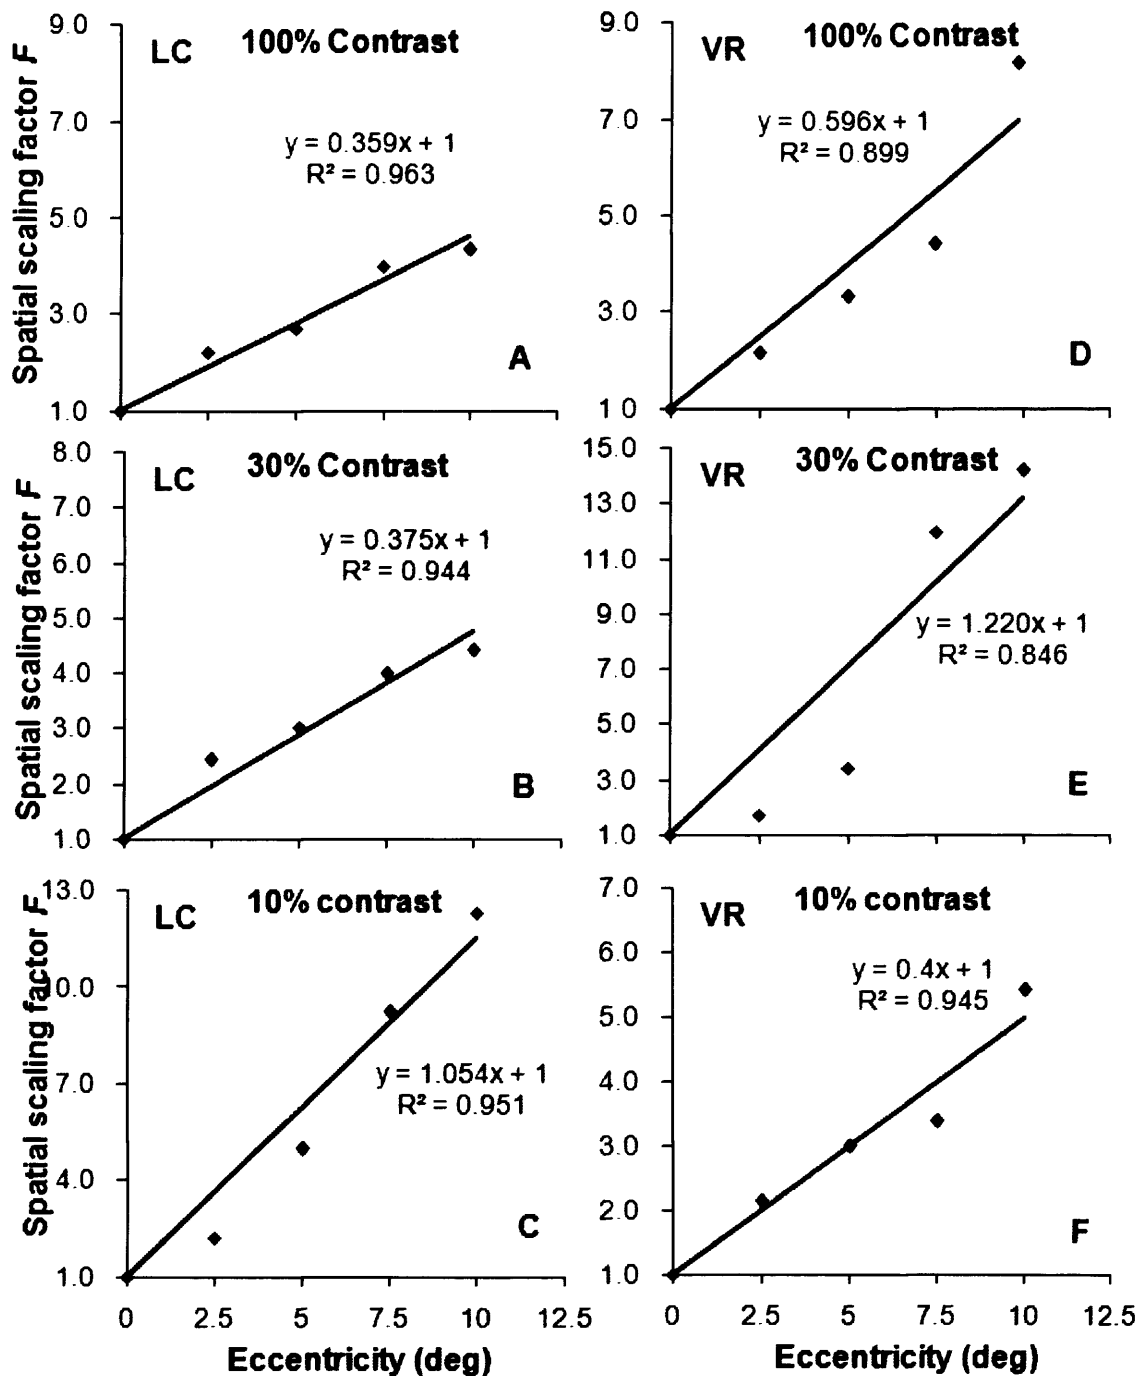 Spatial scaling factor F
9.0
7.0
5.0
3.0
1.0
LC
100% Contrast
y = 0.359x + 1
R² = 0.963
A
9.0
7.0
5.0
3.0
1.0
VR
100% Contrast
y = 0.596x + 1
R² = 0.899
D
Spatial scaling factor F
8.0
7.0
6.0
5.0
4.0
3.0
2.0
1.0
LC
30% Contrast
y = 0.375x + 1
R² = 0.944
B
15.0
13.0
11.0
9.0
7.0
5.0
3.0
1.0
VR
30% Contrast
y = 1.220x + 1
R² = 0.846
E
Spatial scaling factor F
13.0
10.0
7.0
4.0
1.0
LC
10% contrast
y = 1.054x + 1
R² = 0.951
C
0 2.5 5 7.5 10 12.5
Eccentricity (deg)
7.0
6.0
5.0
4.0
3.0
2.0
1.0
VR
10% contrast
y = 0.4x + 1
R² = 0.945
F
0 2.5 5 7.5 10 12.5
Eccentricity (deg)